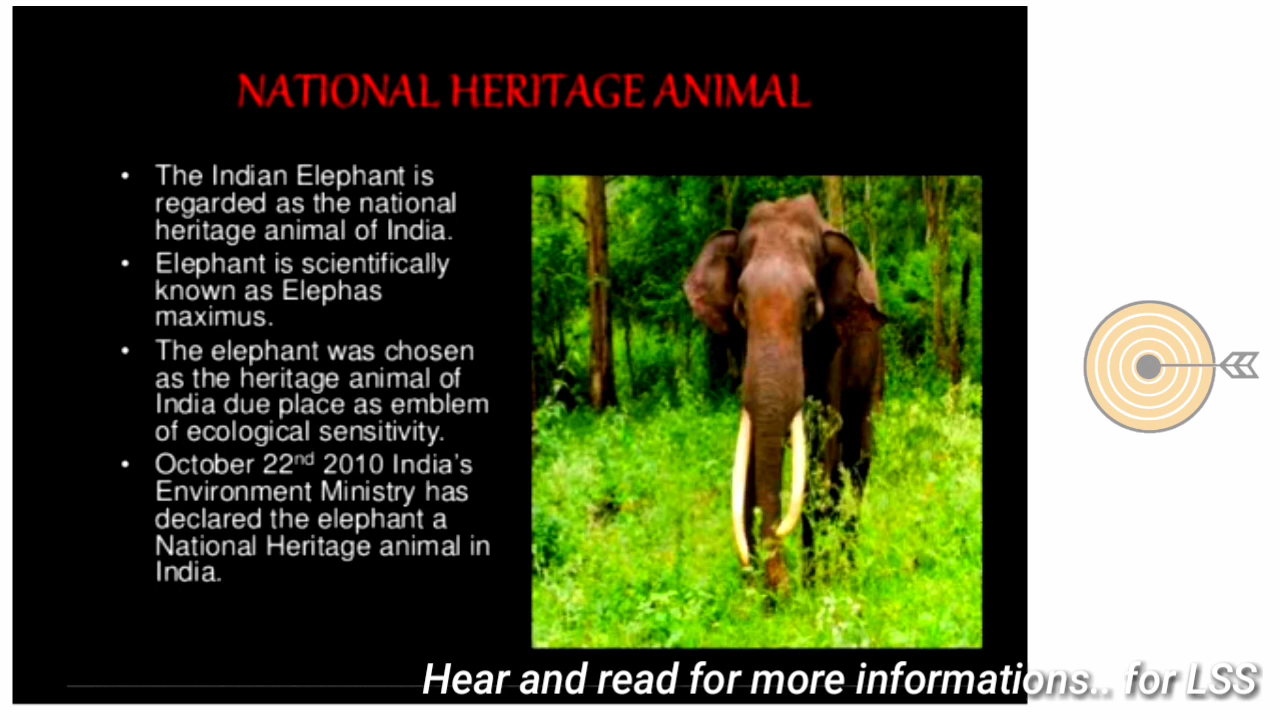 NATIONAL HERITAGE ANIMAL
• The Indian Elephant is
regarded as the national
heritage animal of India.
• Elephant is scientifically
known as Elephas
maximus.
• The elephant was chosen
as the heritage animal of
India due place as emblem
of ecological sensitivity.
• October 22nd 2010 India's
Environment Ministry has
declared the elephant a
National Heritage animal in
India.
Hear and read for more informations.. for LSS